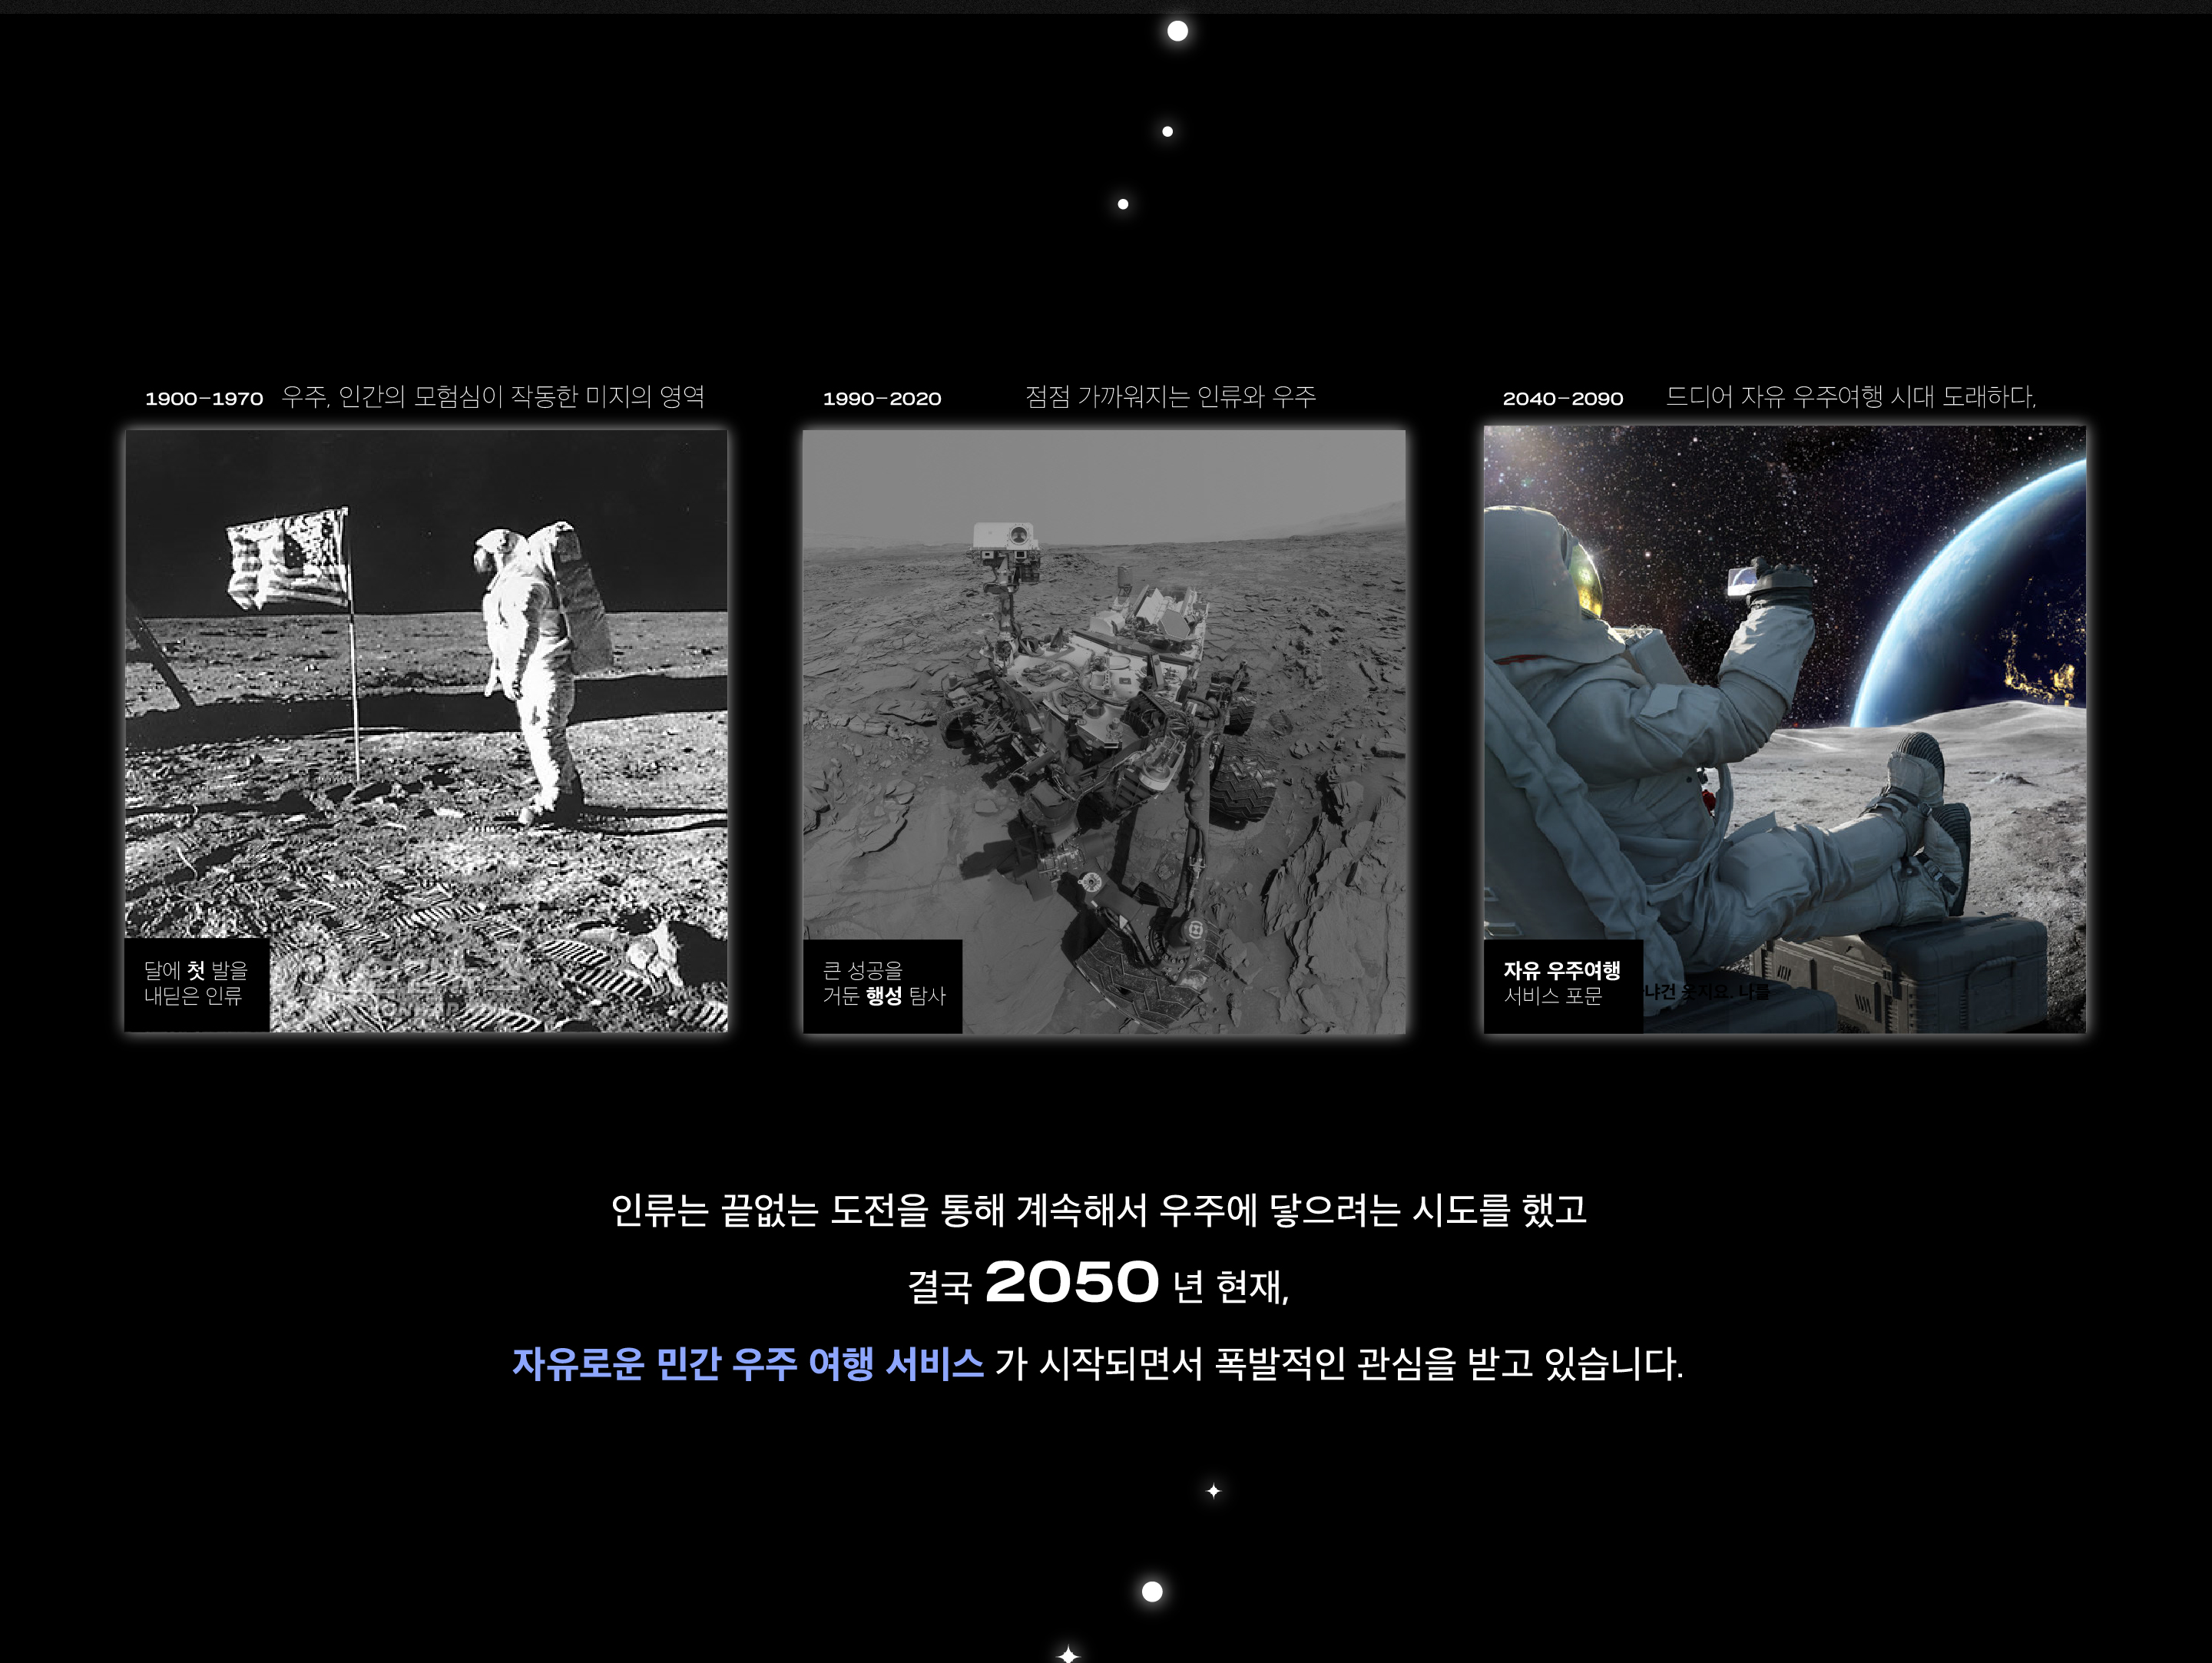 1900-1970 우주, 인간의 모험심이 작동한 미지의 영역
1990-2020 점점 가까워지는 인류와 우주
2040-2090 드디어 자유 우주여행 시대 도래하다,
달에 첫 발을
내딛은 인류
큰 성공을
거둔 행성 탐사
자유 우주여행
서비스 포문
냐건 웃지요. 나를
인류는 끝없는 도전을 통해 계속해서 우주에 닿으려는 시도를 했고
결국 2050 년 현재,
자유로운 민간 우주 여행 서비스 가 시작되면서 폭발적인 관심을 받고 있습니다.